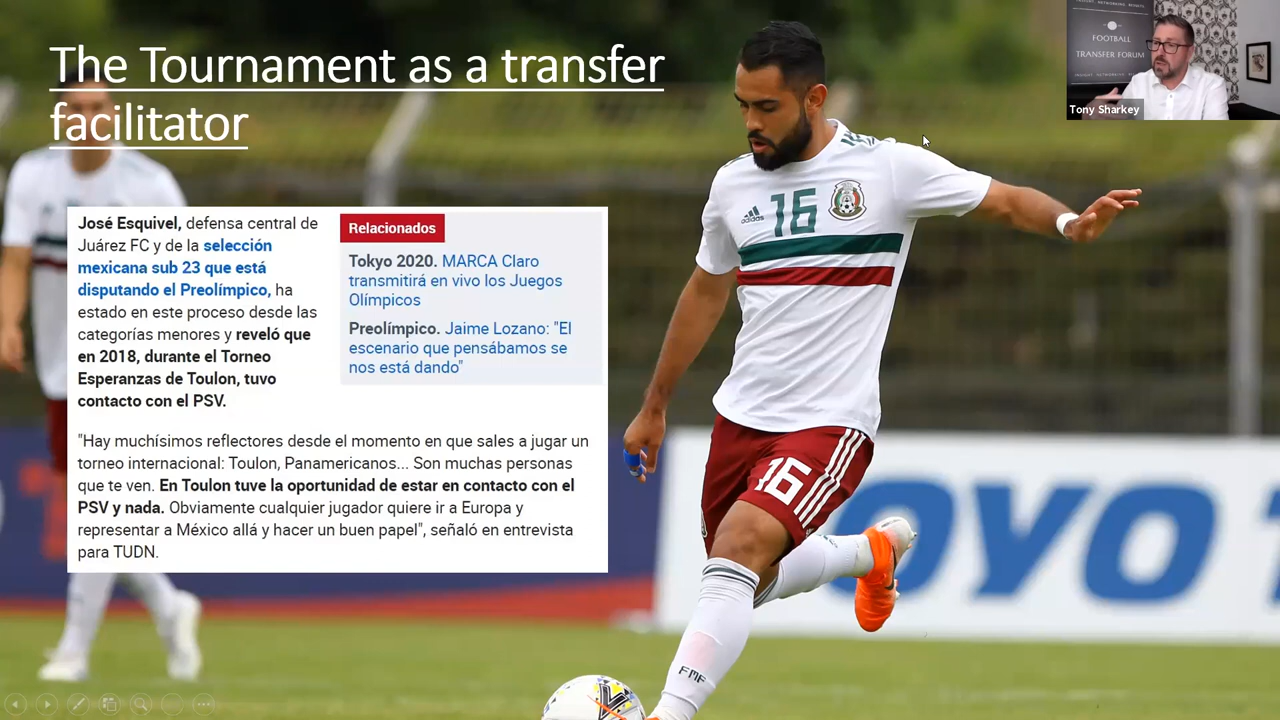 The Tournament as a transfer
facilitator
FOOTBALL
TRANSFER FORUM
Tony Sharkey
José Esquivel, defensa central de
Juárez FC y de la selección
mexicana sub 23 que está
disputando el Preolímpico, ha
estado en este proceso desde las
categorías menores y reveló que
en 2018, durante el Torneo
Esperanzas de Toulon, tuvo
contacto con el PSV.
Relacionados
Tokyo 2020. MARCA Claro
transmitirá en vivo los Juegos
Olímpicos
Preolímpico. Jaime Lozano: "El
escenario que pensábamos se
nos está dando"
"Hay muchísimos reflectores desde el momento en que sales a jugar un
torneo internacional: Toulon, Panamericanos... Son muchas personas
que te ven. En Toulon tuve la oportunidad de estar en contacto con el
PSV y nada. Obviamente cualquier jugador quiere ir a Europa y
representar a México allá y hacer un buen papel", señaló en entrevista
para TUDN.
adidas
16
16
OYOT
FMF